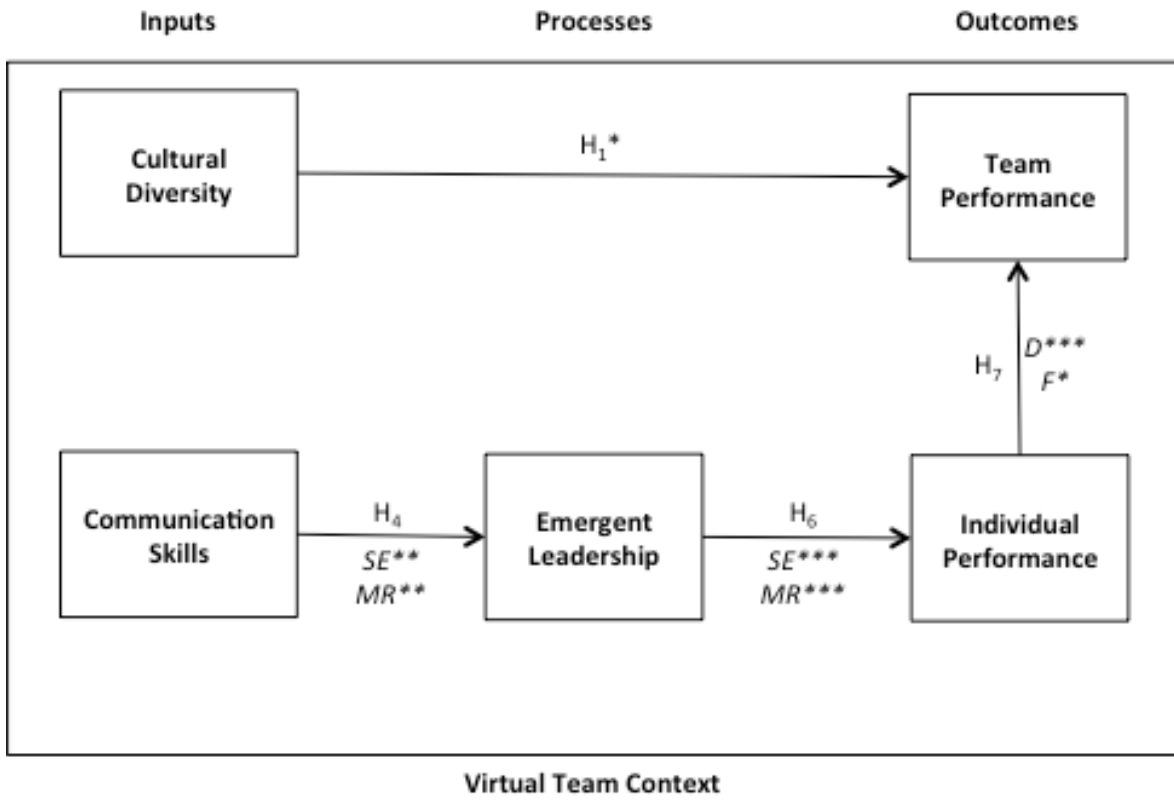 Inputs Processes Outcomes
Cultural
Diversity
H₁*
Team
Performance
H₇
D***
F*
Communication
Skills
H₄
SE**
MR**
Emergent
Leadership
H₆
SE***
MR***
Individual
Performance
Virtual Team Context